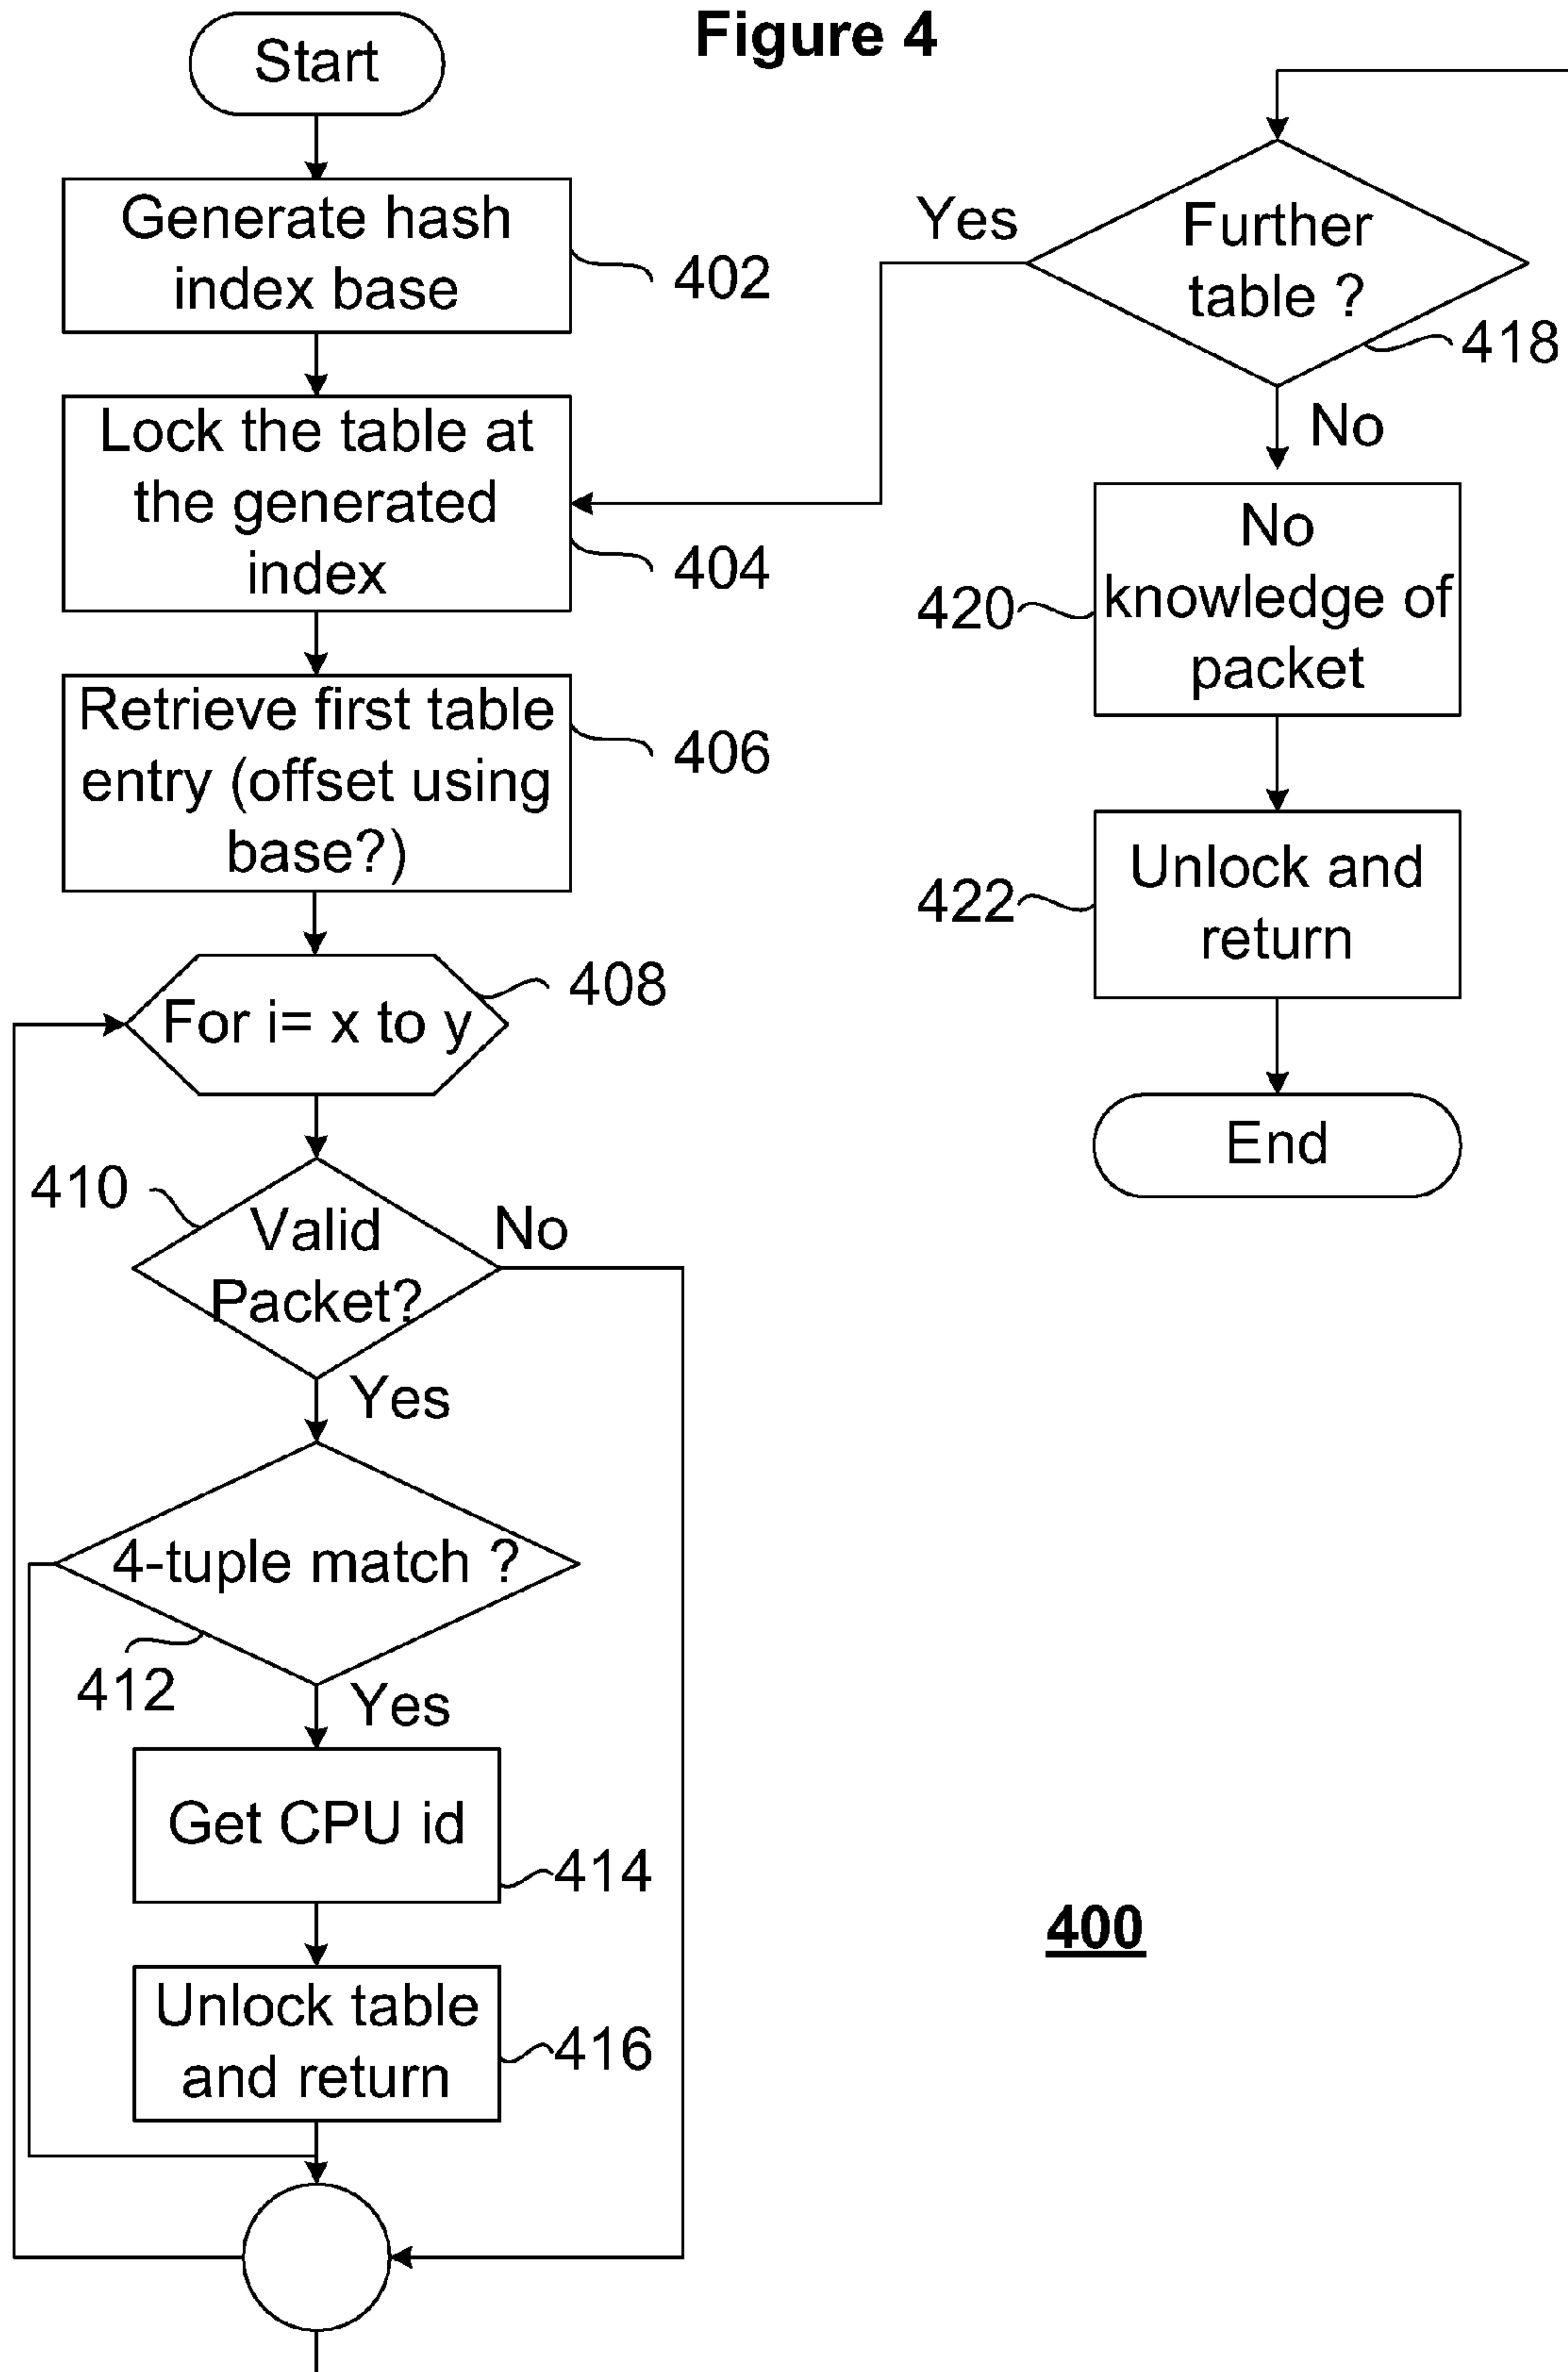 Figure 4
Start
Generate hash
index base
402
Lock the table at
the generated
index
404
Retrieve first table
entry (offset using
base?)
406
For i= x to y
408
410
Valid
Packet?
No
Yes
4-tuple match ?
412
Yes
Get CPU id
414
Unlock table
and return
416
Further
table ?
Yes
418
No
No
knowledge of
packet
420
Unlock and
return
422
End
400